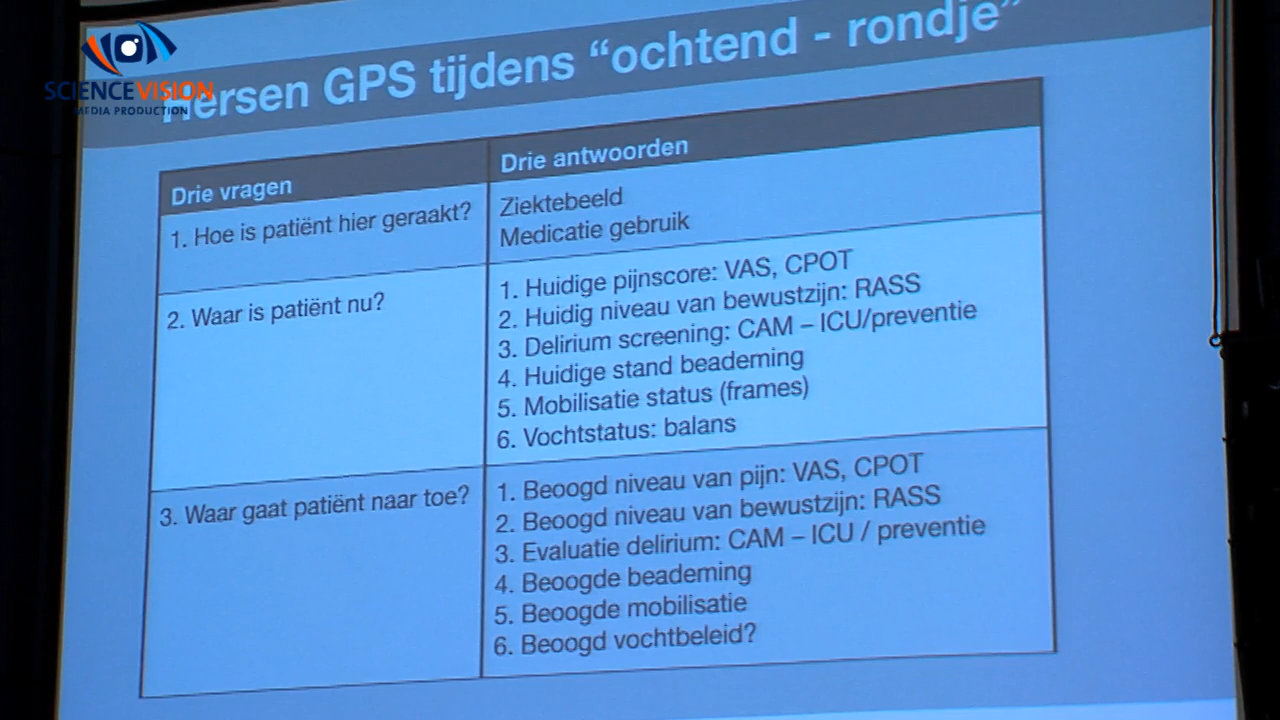 SCIENCE VISION
MEDIA PRODUCTION
Hersen GPS tijdens “ochtend - rondje”
Drie vragen
Drie antwoorden
1. Hoe is patiënt hier geraakt?
Ziektebeeld
Medicatie gebruik
2. Waar is patiënt nu?
1. Huidige pijnscore: VAS, CPOT
2. Huidig niveau van bewustzijn: RASS
3. Delirium screening: CAM – ICU/preventie
4. Huidige stand beademing
5. Mobilisatie status (frames)
6. Vochtstatus: balans
3. Waar gaat patiënt naar toe?
1. Beoogd niveau van pijn: VAS, CPOT
2. Beoogd niveau van bewustzijn: RASS
3. Evaluatie delirium: CAM – ICU / preventie
4. Beoogde beademing
5. Beoogde mobilisatie
6. Beoogd vochtbeleid?